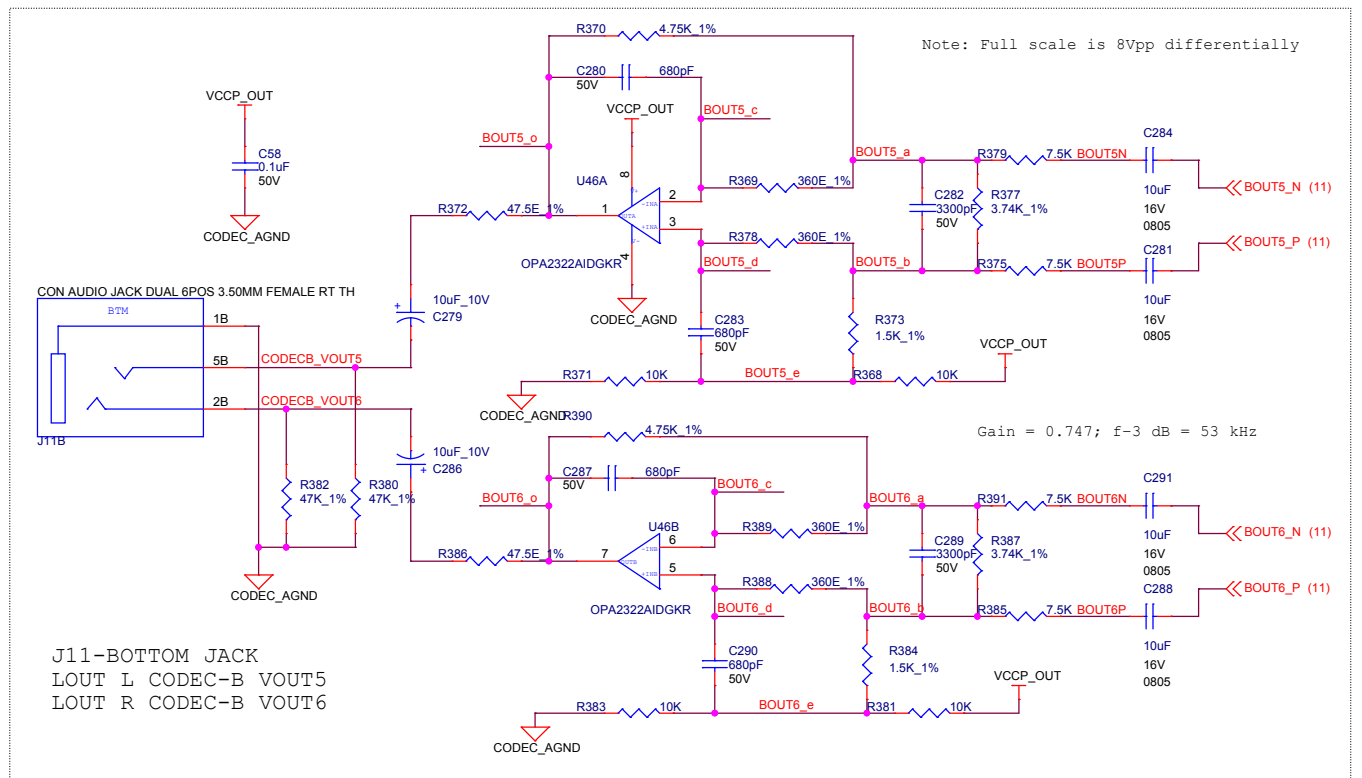 R370 4.75K_1%
Note: Full scale is 8Vpp differentially
C280 680pF
50V
VCCP_OUT
VCCP_OUT
BOUT5_c
C284
BOUT5_o
C58
0.1uF
50V
BOUT5_a
R379 7.5K BOUT5N
U46A
8
V+
R369 360E_1%
10uF
16V
0805
BOUT5_N (11)
C282
3300pF
50V
R377
3.74K_1%
R372 47.5E_1%
1
OUTA
-INA
2
+INA
3
V-
4
R378 360E_1%
C281
BOUT5_P (11)
CODEC_AGND
OPA2322AIDGKR
BOUT5_d
BOUT5_b
R375 7.5K BOUT5P
10uF
16V
0805
CON AUDIO JACK DUAL 6POS 3.50MM FEMALE RT TH
10uF_10V
+
C279
BTM
1B
CODEC_AGND
C283
680pF
50V
R373
1.5K_1%
VCCP_OUT
5B
CODECB_VOUT5
R371 10K
BOUT5_e
R368 10K
2B
CODECB_VOUT6
CODEC_AGND
J11B
R390
4.75K_1%
Gain = 0.747; f-3 dB = 53 kHz
10uF_10V
C286
+
C287 680pF
50V
R382
47K_1%
R380
47K_1%
BOUT6_o
BOUT6_c
BOUT6_a
R391 7.5K BOUT6N
C291
U46B
R389 360E_1%
10uF
16V
0805
BOUT6_N (11)
C289
3300pF
50V
R387
3.74K_1%
R386 47.5E_1%
7
OUTB
-INB
6
+INB
5
R388 360E_1%
C288
BOUT6_P (11)
CODEC_AGND
OPA2322AIDGKR
BOUT6_d
BOUT6_b
R385 7.5K BOUT6P
10uF
16V
0805
C290
680pF
50V
R384
1.5K_1%
VCCP_OUT
J11-BOTTOM JACK
LOUT L CODEC-B VOUT5
LOUT R CODEC-B VOUT6
R383 10K
BOUT6_e
R381 10K
CODEC_AGND